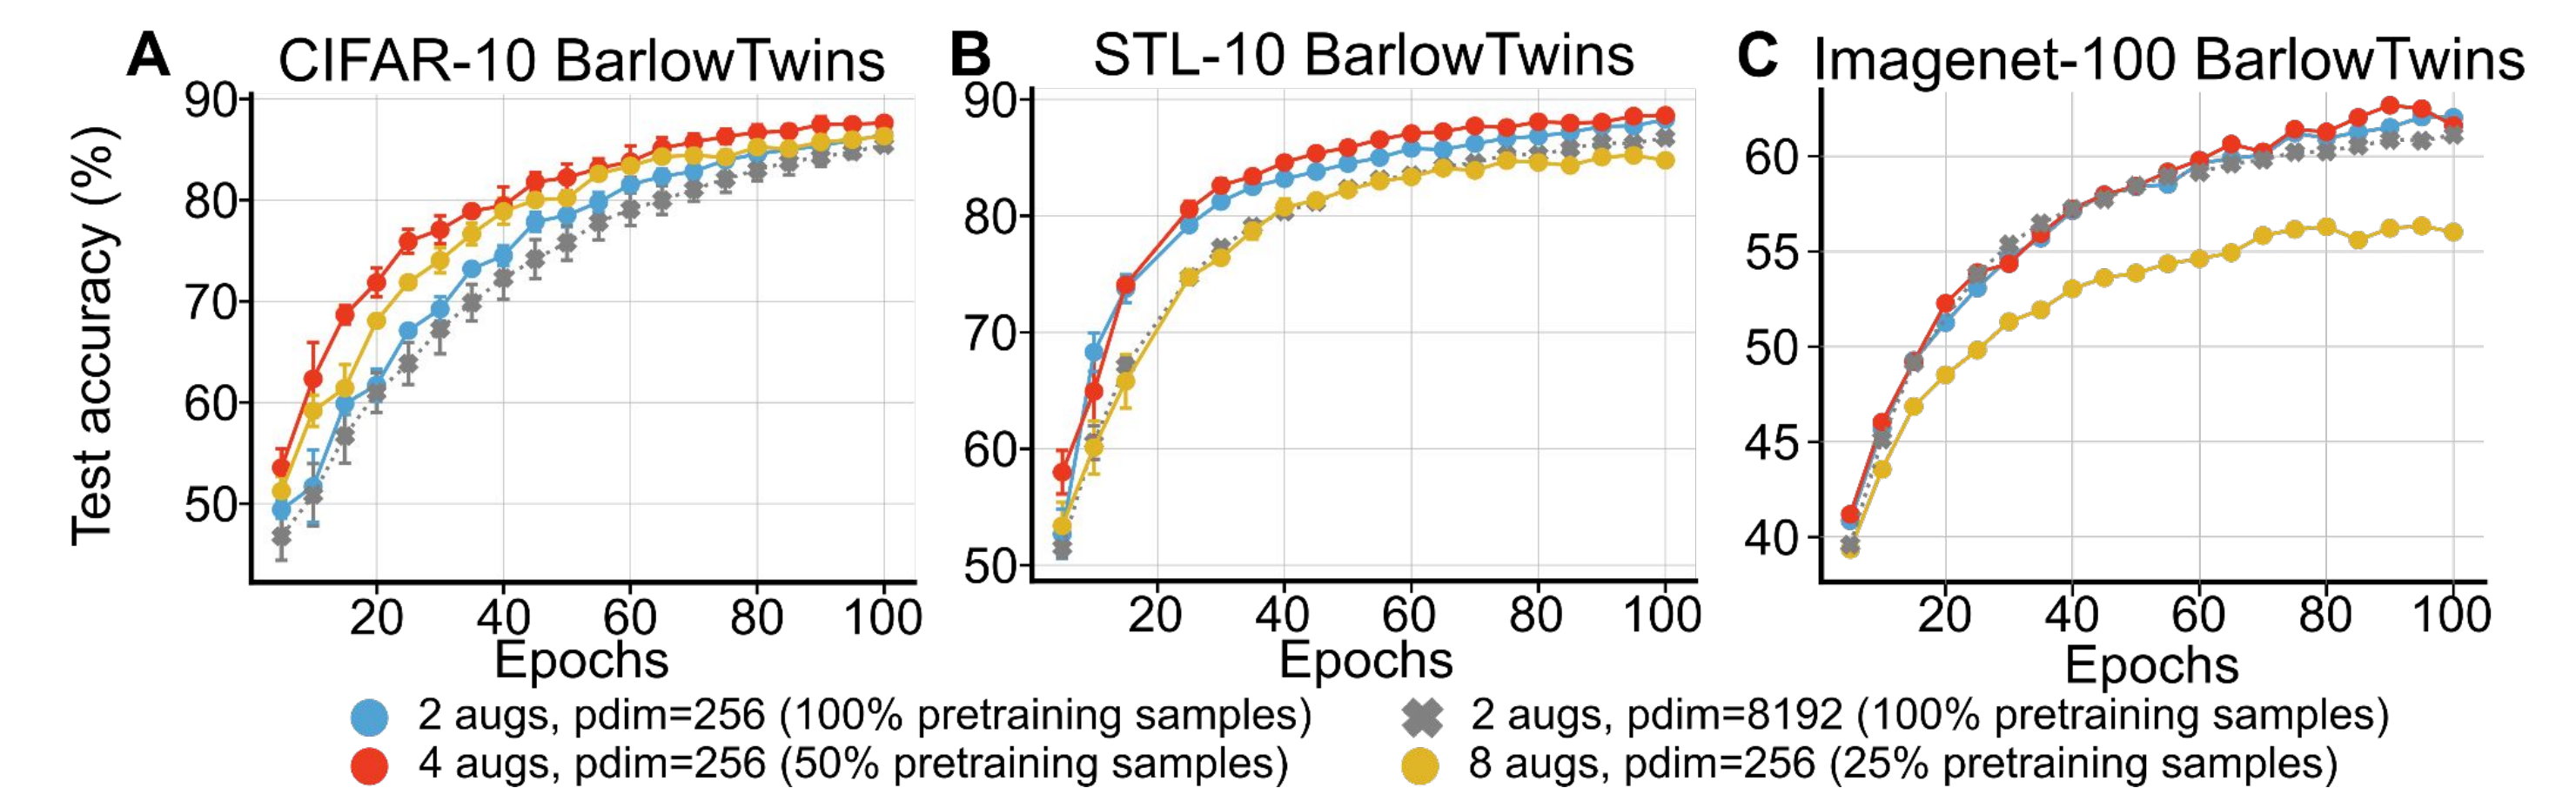 A CIFAR-10 BarlowTwins
B STL-10 BarlowTwins
C Imagenet-100 BarlowTwins
Test accuracy (%)
90
80
70
60
50
20 40 60 80 100
Epochs
90
80
70
60
50
20 40 60 80 100
Epochs
60
55
50
45
40
20 40 60 80 100
Epochs
2 augs, pdim=256 (100% pretraining samples)
2 augs, pdim=8192 (100% pretraining samples)
4 augs, pdim=256 (50% pretraining samples)
8 augs, pdim=256 (25% pretraining samples)